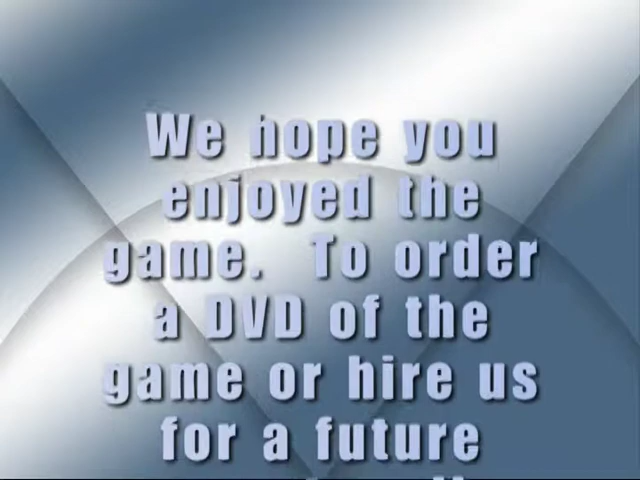 We hope you
enjoyed the
game. To order
a DVD of the
game or hire us
for a future